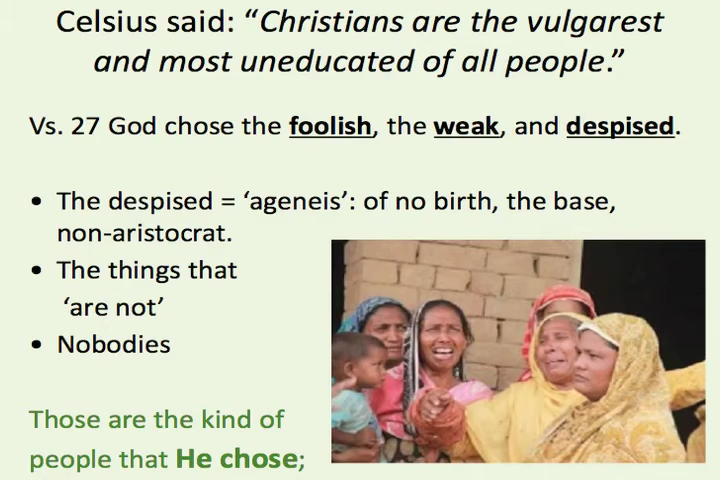 Celsius said: “Christians are the vulgarest
and most uneducated of all people.”
Vs. 27 God chose the foolish, the weak, and despised.
• The despised = ‘ageneis’: of no birth, the base,
non-aristocrat.
• The things that
‘are not’
• Nobodies
Those are the kind of
people that He chose;